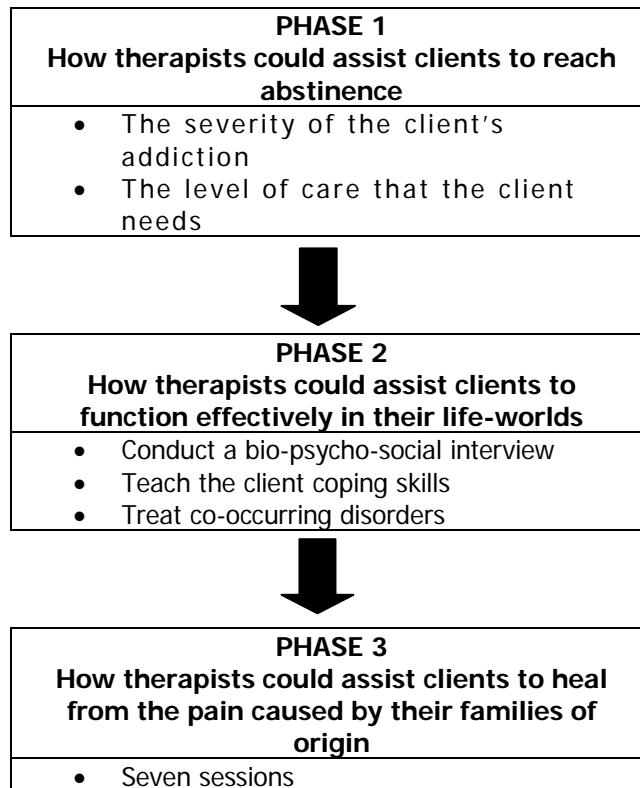 PHASE 1
How therapists could assist clients to reach
abstinence
• The severity of the client's
addiction
• The level of care that the client
needs
PHASE 2
How therapists could assist clients to
function effectively in their life-worlds
• Conduct a bio-psycho-social interview
• Teach the client coping skills
• Treat co-occurring disorders
PHASE 3
How therapists could assist clients to heal
from the pain caused by their families of
origin
• Seven sessions